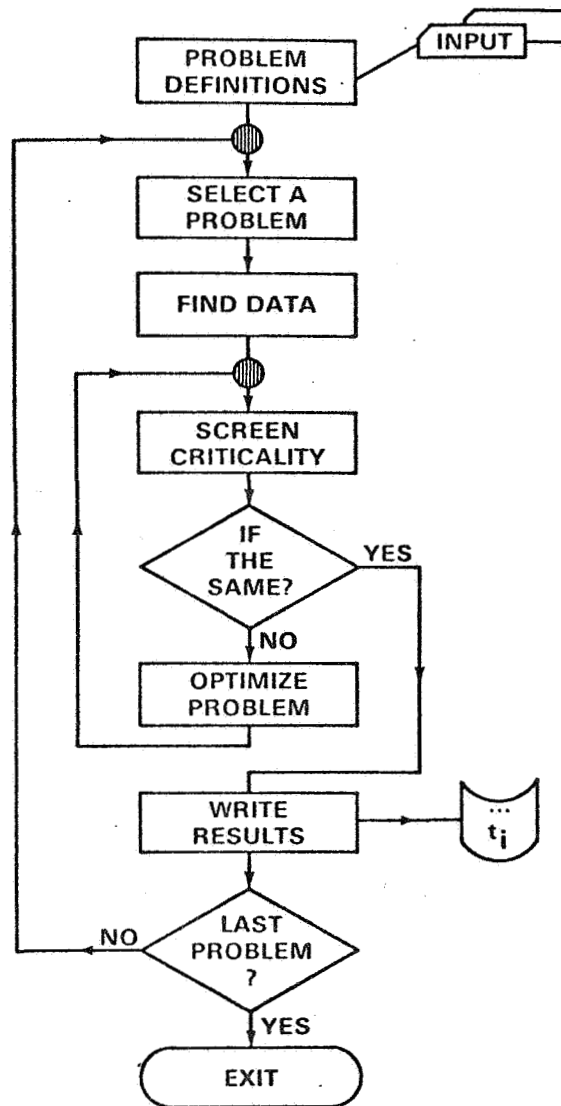 PROBLEM
DEFINITIONS
INPUT
SELECT A
PROBLEM
FIND DATA
SCREEN
CRITICALITY
IF
THE
SAME?
YES
NO
OPTIMIZE
PROBLEM
WRITE
RESULTS
...
ti
LAST
PROBLEM
?
NO
YES
EXIT